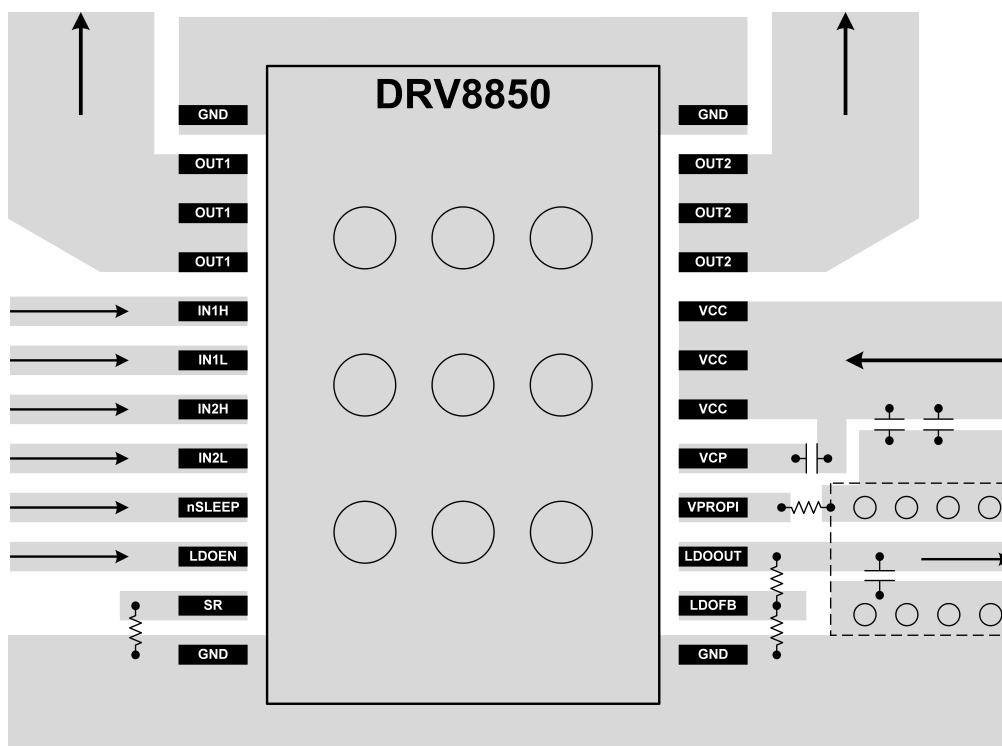 DRV8850
GND
GND
OUT1
OUT2
OUT1
OUT2
OUT1
OUT2
IN1H
VCC
IN1L
VCC
IN2H
VCC
IN2L
VCP
nSLEEP
VPROPI
LDOEN
LDOOUT
SR
LDOFB
GND
GND